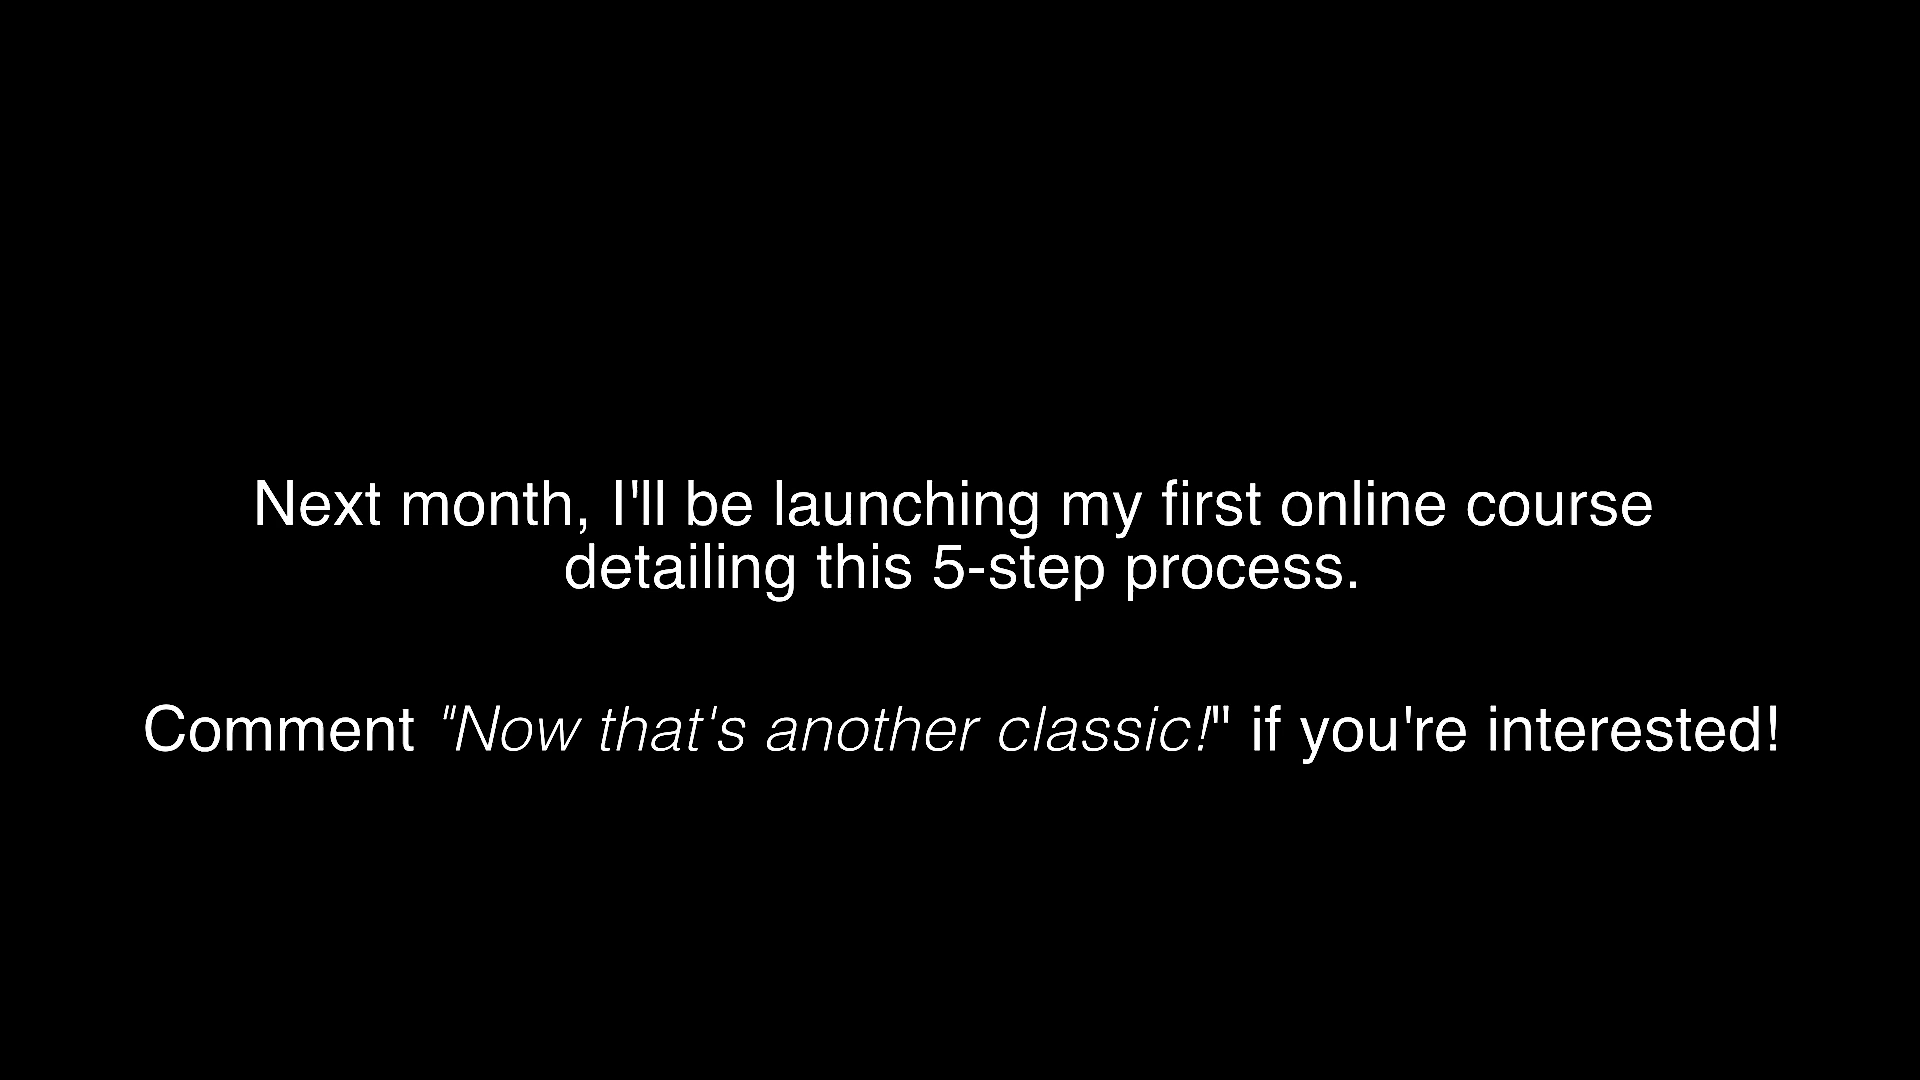 Next month, I'll be launching my first online course
detailing this 5-step process.
Comment "Now that's another classic!" if you're interested!